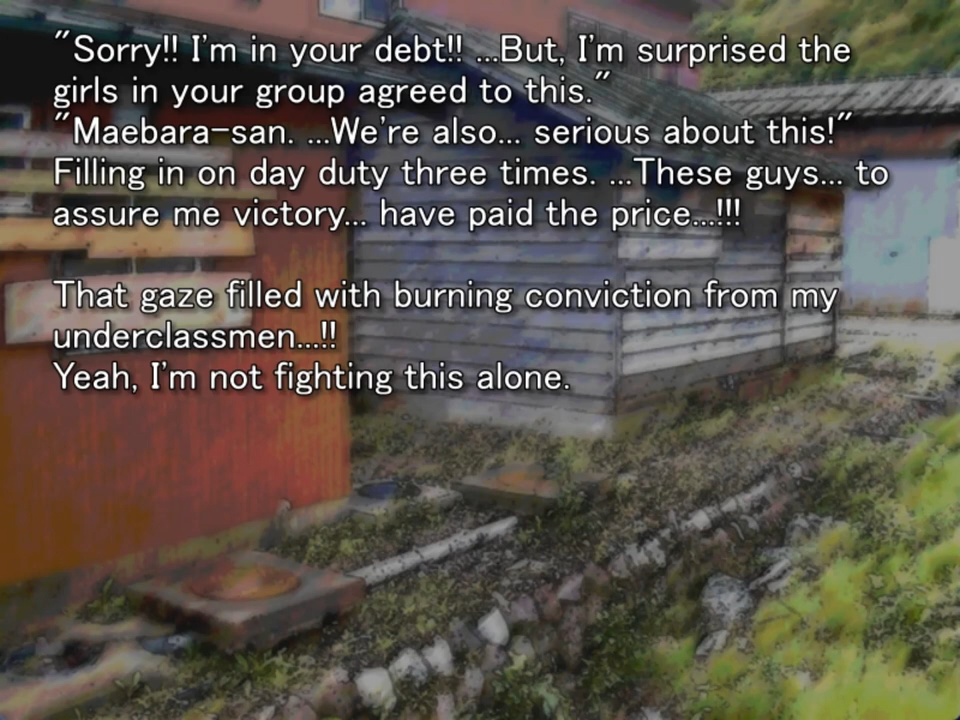 "Sorry!! I'm in your debt!! ...But, I'm surprised the
girls in your group agreed to this."
"Maebara-san. ...We're also... serious about this!"
Filling in on day duty three times. ...These guys... to
assure me victory... have paid the price...!!!
That gaze filled with burning conviction from my
underclassmen...!!
Yeah, I'm not fighting this alone.